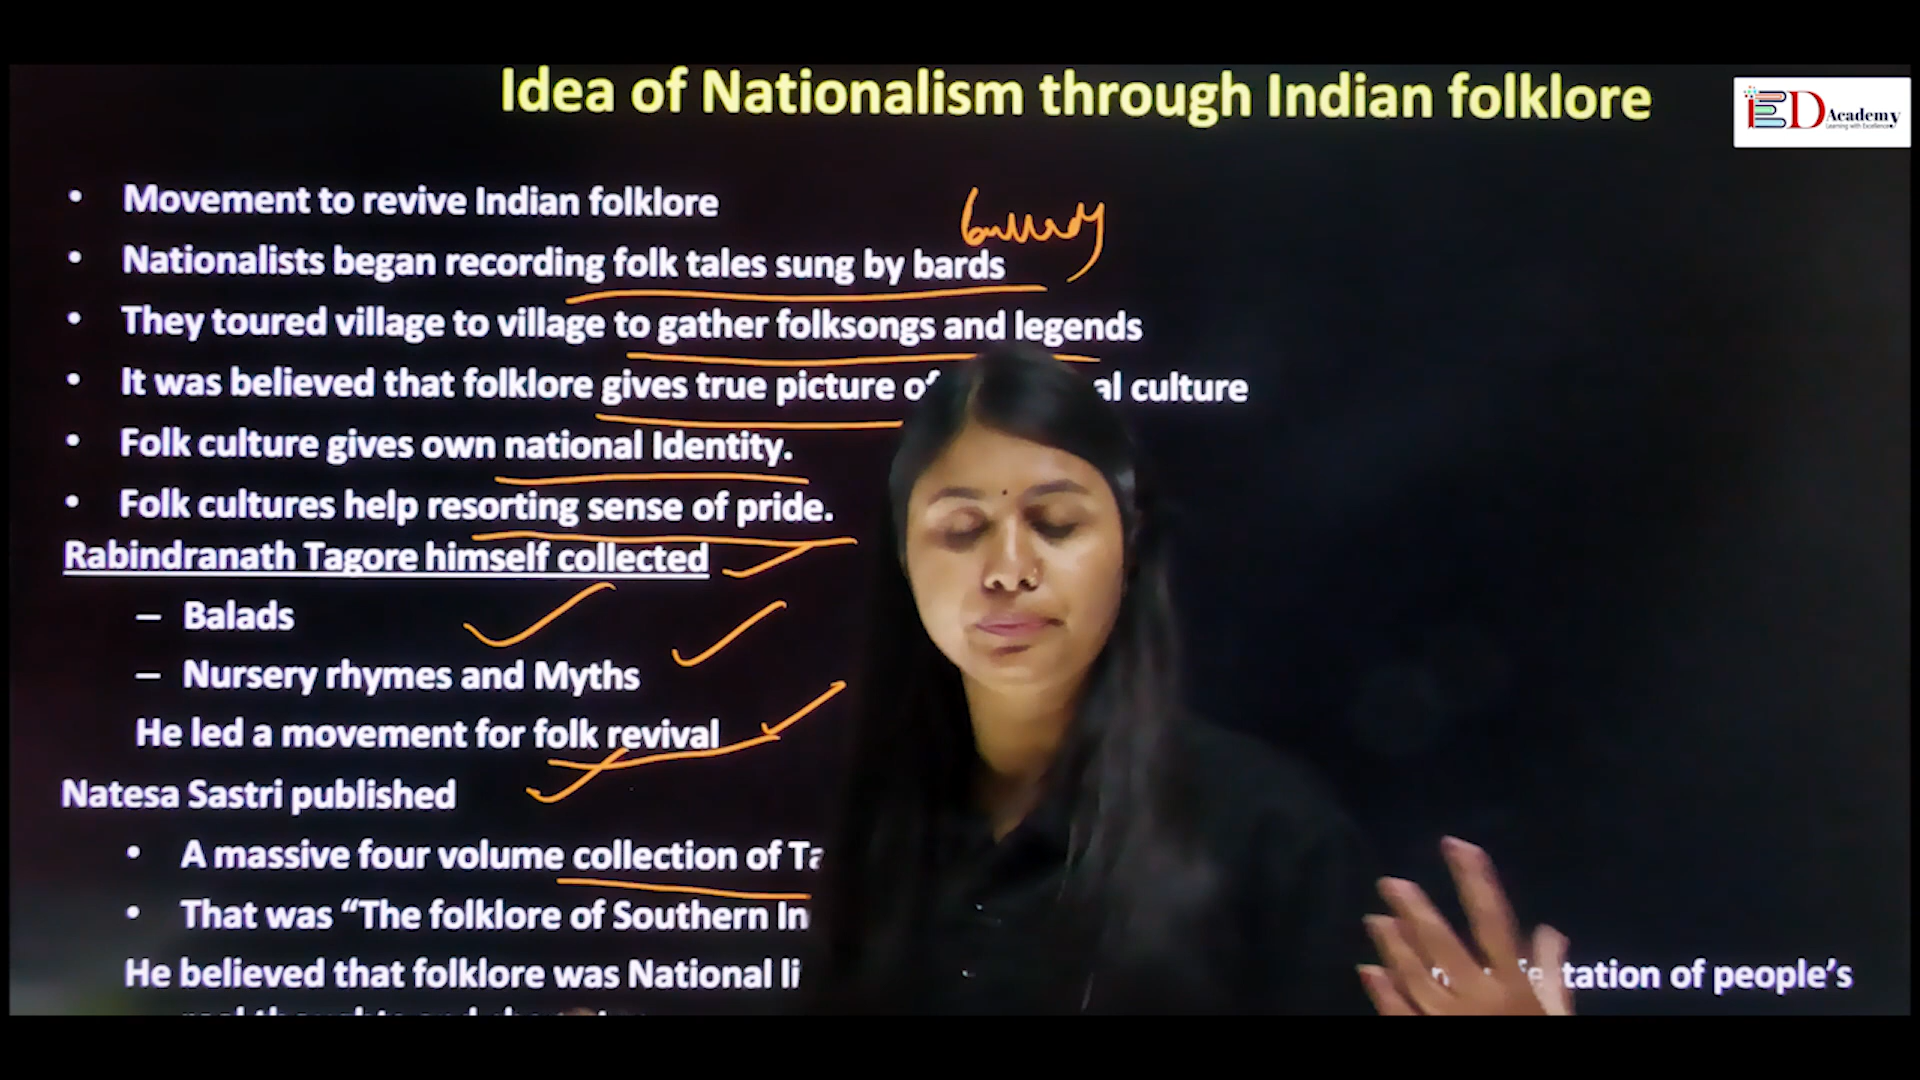 Idea of Nationalism through Indian folklore
ED Academy
Learning with Excellence
• Movement to revive Indian folklore
• Nationalists began recording folk tales sung by bards
• They toured village to village to gather folksongs and legends
• It was believed that folklore gives true picture of al culture
• Folk culture gives own national Identity.
• Folk cultures help resorting sense of pride.
Rabindranath Tagore himself collected
– Balads
– Nursery rhymes and Myths
He led a movement for folk revival
Natesa Sastri published
• A massive four volume collection of Ta
• That was “The folklore of Southern In
He believed that folklore was National li tation of people’s